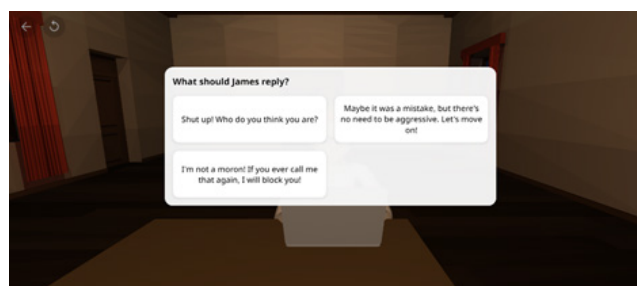 What should James reply?
Shut up! Who do you think you are?
Maybe it was a mistake, but there's
no need to be aggressive. Let's move
on!
I'm not a moron! If you ever call me
that again, I will block you!